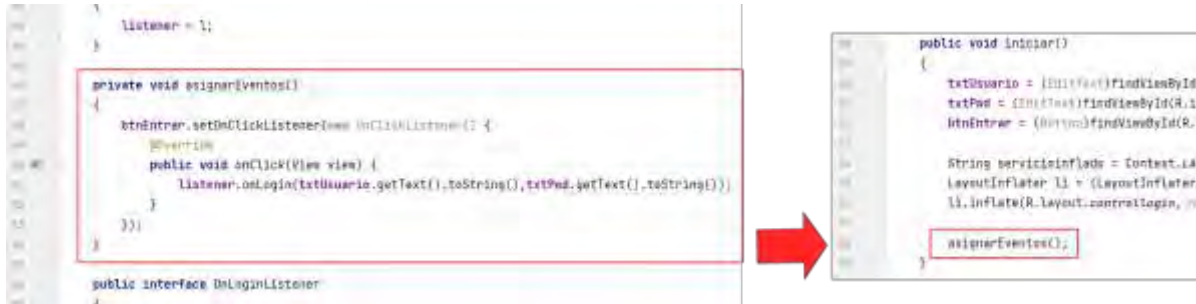 }
listener = l;
}
private void asignarEventos()
{
btnEntrar.setOnClickListener(new OnClickListener() {
@Override
public void onClick(View view) {
listener.onLogin(txtUsuario.getText().toString(),txtPwd.getText().toString());
}
});
}
public interface OnLoginListener
{
public void iniciar()
{
txtUsuario = (EditText)findViewById
txtPwd = (EditText)findViewById(R.i
btnEntrar = (Button)findViewById(R.
String = Context.LA
LayoutInflater li = (LayoutInflater
li.inflate(R.layout.controllogin,
asignarEventos();
}